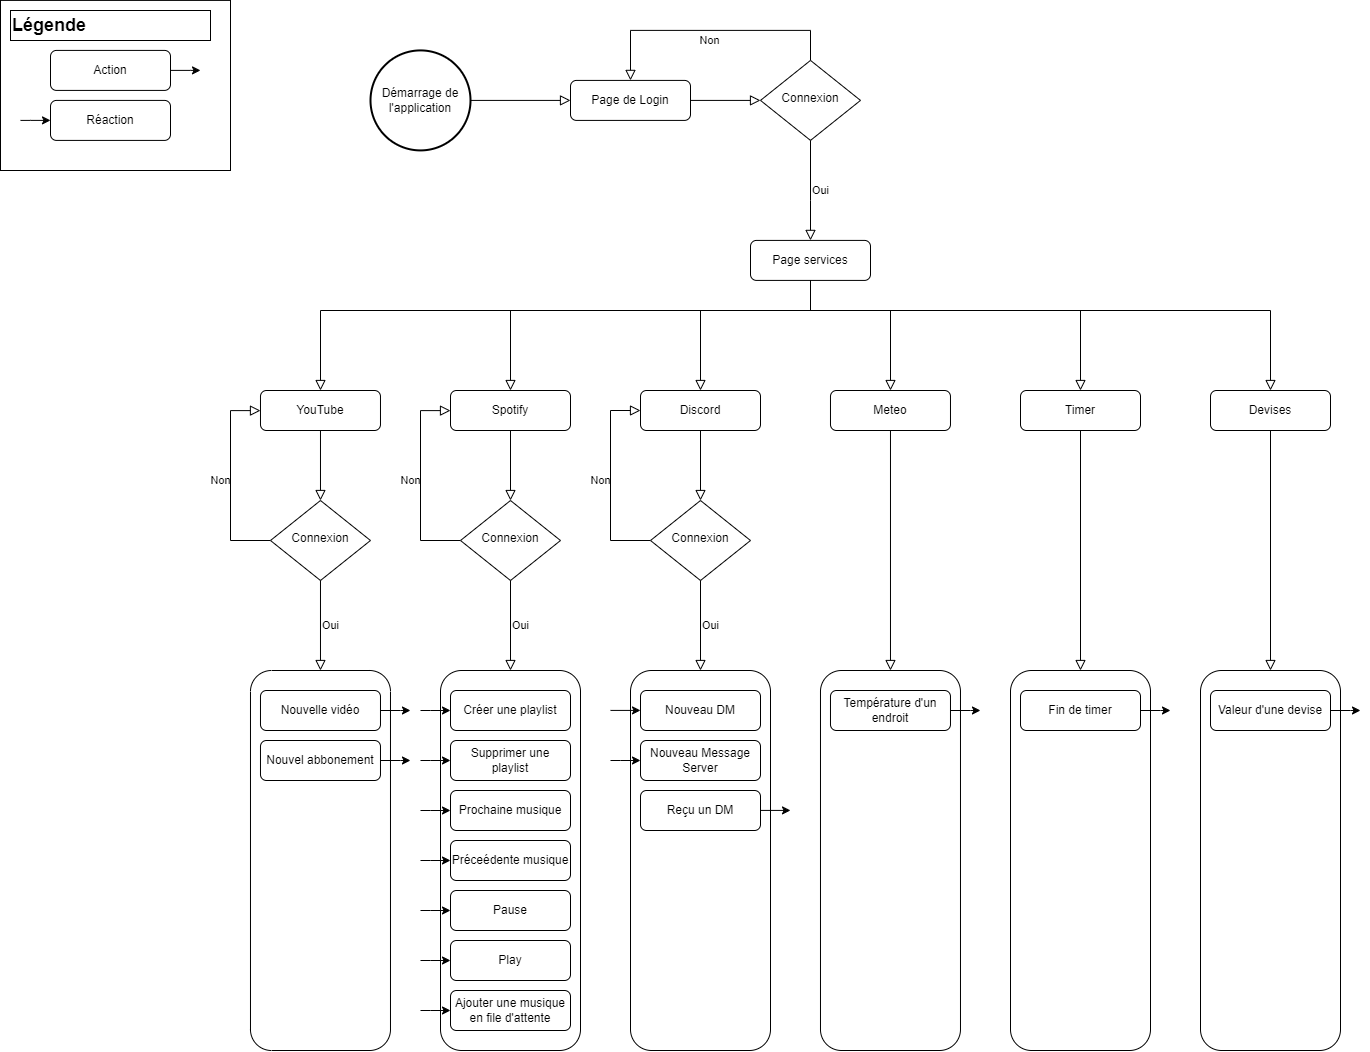 Légende
Action
Réaction
Démarrage de
l'application
Page de Login
Non
Connexion
Oui
Page services
YouTube
Spotify
Discord
Meteo
Timer
Devises
Non
Non
Non
Connexion
Connexion
Connexion
Oui
Oui
Oui
Nouvelle vidéo
Nouvel abbonement
Créer une playlist
Supprimer une
playlist
Prochaine musique
Préceédente musique
Pause
Play
Ajouter une musique
en file d'attente
Nouveau DM
Nouveau Message
Server
Reçu un DM
Température d'un
endroit
Fin de timer
Valeur d'une devise